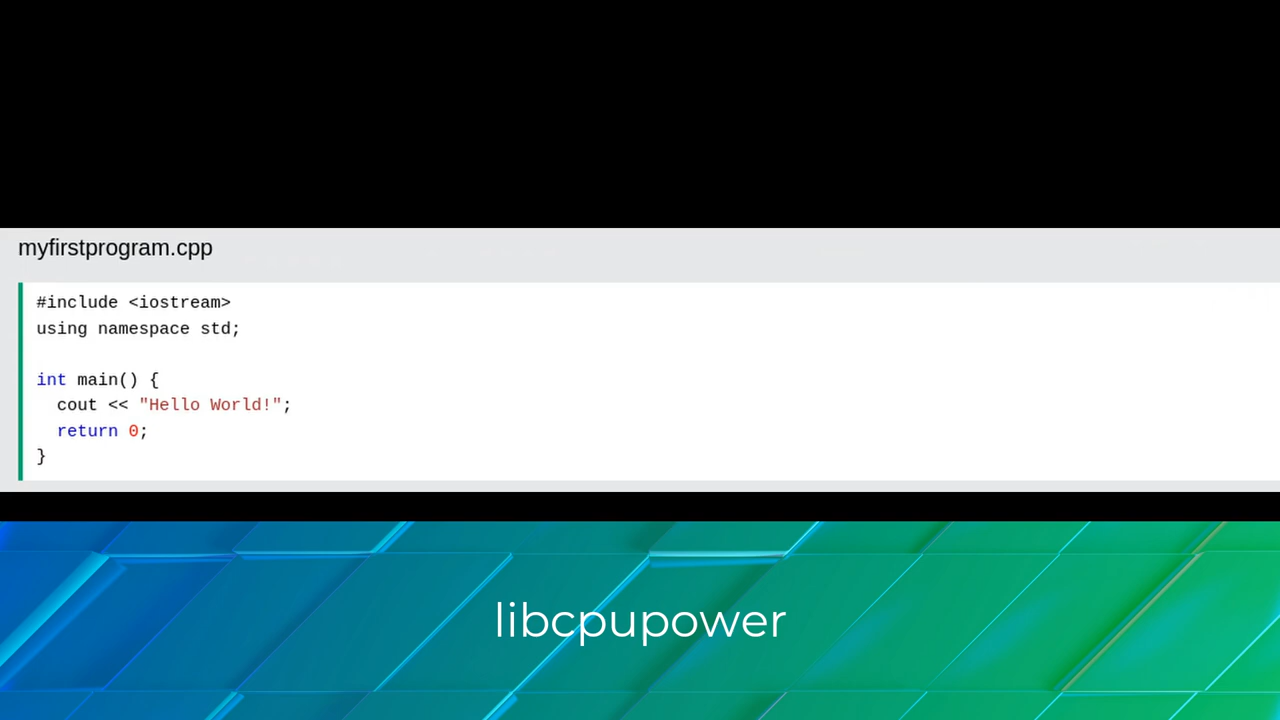 myfirstprogram.cpp
#include <iostream>
using namespace std;
int main() {
  cout << "Hello World!";
  return 0;
}
libcpupower